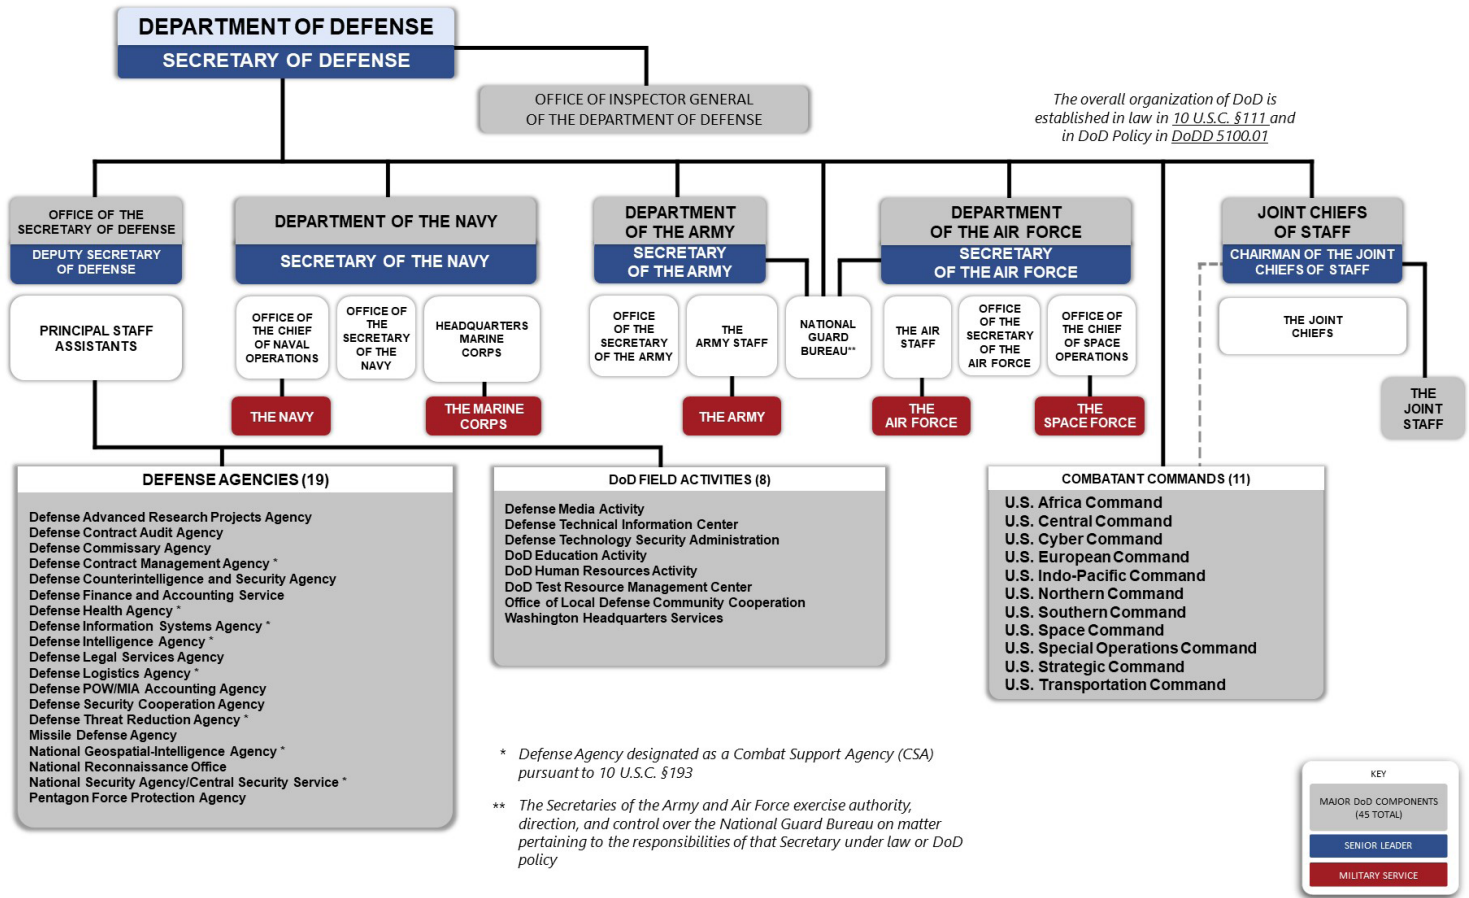 DEPARTMENT OF DEFENSE
SECRETARY OF DEFENSE
OFFICE OF INSPECTOR GENERAL
OF THE DEPARTMENT OF DEFENSE
The overall organization of DoD is
established in law in 10 U.S.C. §111 and
in DoD Policy in DoDD 5100.01
OFFICE OF THE
SECRETARY OF DEFENSE
DEPUTY SECRETARY
OF DEFENSE
PRINCIPAL STAFF
ASSISTANTS
DEPARTMENT OF THE NAVY
SECRETARY OF THE NAVY
OFFICE OF
THE CHIEF
OF NAVAL
OPERATIONS
OFFICE OF
THE
SECRETARY
OF THE
NAVY
HEADQUARTERS
MARINE
CORPS
THE NAVY
THE MARINE
CORPS
DEPARTMENT
OF THE ARMY
SECRETARY
OF THE ARMY
OFFICE
OF THE
SECRETARY
OF THE ARMY
THE
ARMY STAFF
THE ARMY
NATIONAL
GUARD
BUREAU**
DEPARTMENT
OF THE AIR FORCE
SECRETARY
OF THE AIR FORCE
THE AIR
STAFF
OFFICE
OF THE
SECRETARY
OF THE
AIR FORCE
OFFICE OF
THE CHIEF
OF SPACE
OPERATIONS
THE
AIR FORCE
THE
SPACE FORCE
JOINT CHIEFS
OF STAFF
CHAIRMAN OF THE JOINT
CHIEFS OF STAFF
THE JOINT
CHIEFS
THE
JOINT
STAFF
DEFENSE AGENCIES (19)
Defense Advanced Research Projects Agency
Defense Contract Audit Agency
Defense Commissary Agency
Defense Contract Management Agency *
Defense Counterintelligence and Security Agency
Defense Finance and Accounting Service
Defense Health Agency *
Defense Information Systems Agency *
Defense Intelligence Agency *
Defense Legal Services Agency
Defense Logistics Agency *
Defense POW/MIA Accounting Agency
Defense Security Cooperation Agency
Defense Threat Reduction Agency *
Missile Defense Agency
National Geospatial-Intelligence Agency *
National Reconnaissance Office
National Security Agency/Central Security Service *
Pentagon Force Protection Agency
DoD FIELD ACTIVITIES (8)
Defense Media Activity
Defense Technical Information Center
Defense Technology Security Administration
DoD Education Activity
DoD Human Resources Activity
DoD Test Resource Management Center
Office of Local Defense Community Cooperation
Washington Headquarters Services
COMBATANT COMMANDS (11)
U.S. Africa Command
U.S. Central Command
U.S. Cyber Command
U.S. European Command
U.S. Indo-Pacific Command
U.S. Northern Command
U.S. Southern Command
U.S. Space Command
U.S. Special Operations Command
U.S. Strategic Command
U.S. Transportation Command
* Defense Agency designated as a Combat Support Agency (CSA)
pursuant to 10 U.S.C. §193
** The Secretaries of the Army and Air Force exercise authority,
direction, and control over the National Guard Bureau on matter
pertaining to the responsibilities of that Secretary under law or DoD
policy
KEY
MAJOR DoD COMPONENTS
(45 TOTAL)
SENIOR LEADER
MILITARY SERVICE